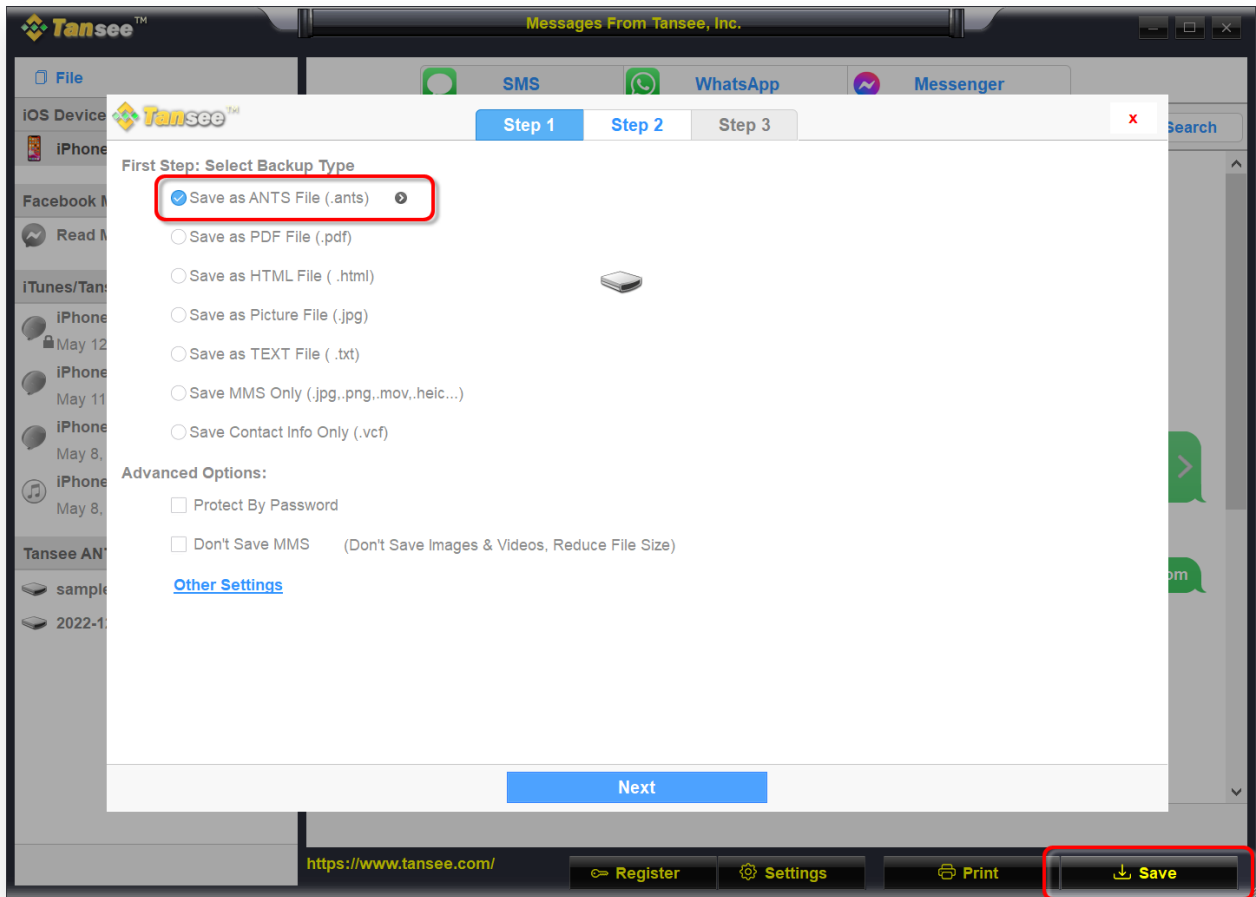 Tansee™
Messages From Tansee, Inc.
File
SMS
WhatsApp
Messenger
iOS Device
Search
iPhone
Facebook
Read
iTunes/Tans
iPhone
May 12
iPhone
May 11
iPhone
May 8,
iPhone
May 8,
Tansee AN
sample
2022-1
Tansee™
Step 1
Step 2
Step 3
x
First Step: Select Backup Type
Save as ANTS File (.ants)
Save as PDF File (.pdf)
Save as HTML File ( .html)
Save as Picture File (.jpg)
Save as TEXT File ( .txt)
Save MMS Only (.jpg,.png,.mov,.heic...)
Save Contact Info Only (.vcf)
Advanced Options:
Protect By Password
Don't Save MMS (Don't Save Images & Videos, Reduce File Size)
Other Settings
Next
om
https://www.tansee.com/
Register
Settings
Print
Save